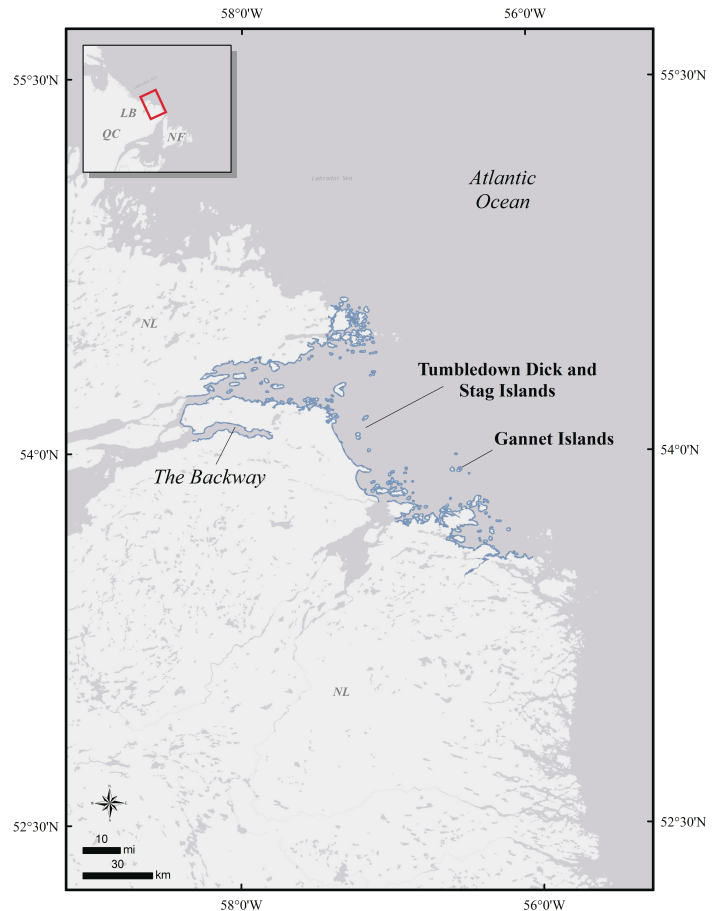 58°0'W 56°0'W
55°30'N 55°30'N
LB
QC NF
Labrador Sea
Atlantic
Ocean
NL
Tumbledown Dick and
Stag Islands
Gannet Islands
54°0'N 54°0'N
The Backway
NL
52°30'N 52°30'N
10
mi
30
km
58°0'W 56°0'W